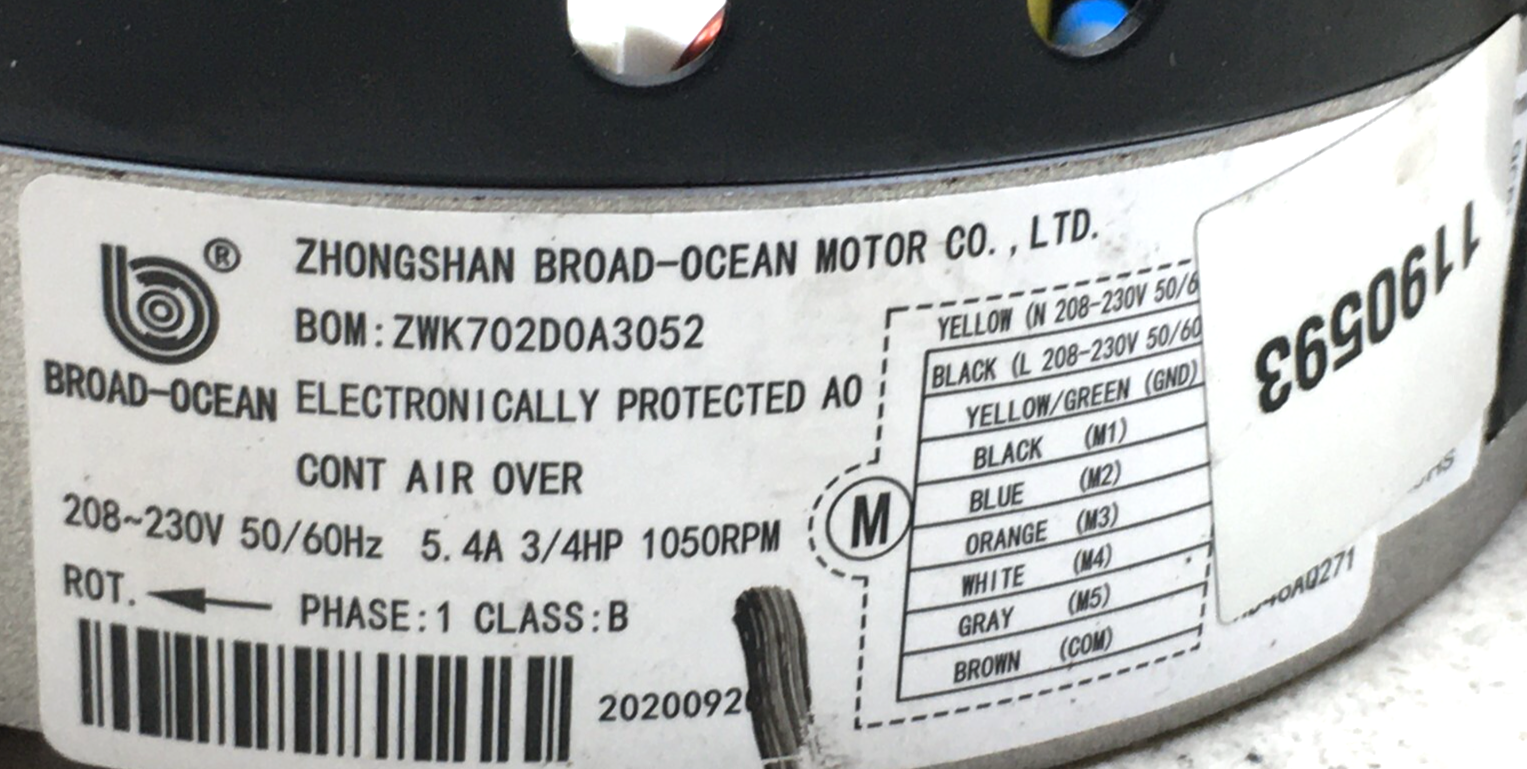 ®
BROAD-OCEAN
ZHONGSHAN BROAD-OCEAN MOTOR CO., LTD.
BOM:ZWK702D0A3052
ELECTRONICALLY PROTECTED AO
CONT AIR OVER
208~230V 50/60Hz 5.4A 3/4HP 1050RPM
ROT. PHASE:1 CLASS:B
2020092
M
YELLOW (N 208-230V 50/6
BLACK (L 208-230V 50/60
YELLOW/GREEN (GND)
BLACK (M1)
BLUE (M2)
ORANGE (M3)
WHITE (M4)
GRAY (M5)
BROWN (COM)
1190593